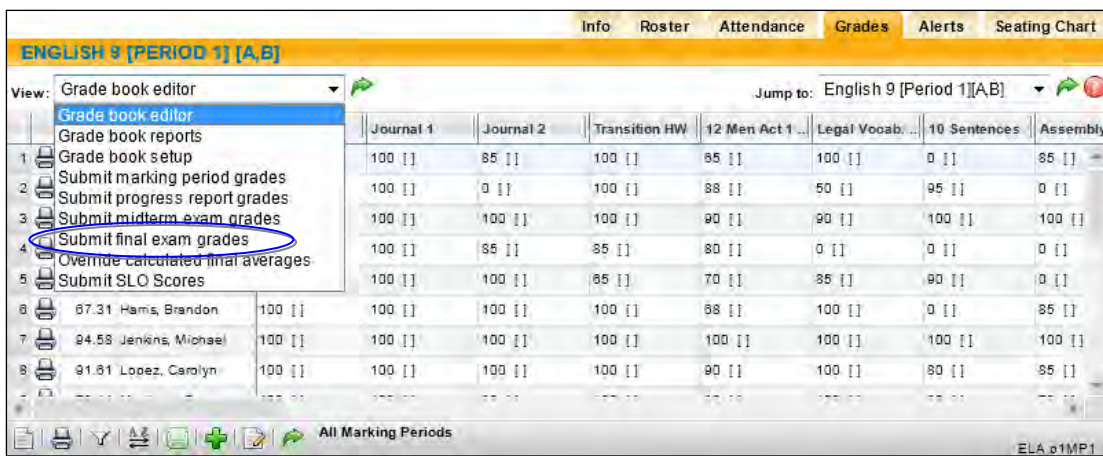 Info Roster Attendance Grades Alerts Seating Chart
ENGLISH 9 [PERIOD 1] [A,B]
View: Grade book editor Jump to: English 9 [Period 1][A,B]
Grade book editor
Grade book reports
Grade book setup
Submit marking period grades
Submit progress report grades
Submit midterm exam grades
Submit final exam grades
Override calculated final averages
Submit SLO Scores
Journal 1 Journal 2 Transition HW 12 Men Act 1 ... Legal Vocab. ... 10 Sentences Assembly
1 100 [] 85 [] 100 [] 65 [] 100 [] 0 [] 85 []
2 100 [] 0 [] 100 [] 88 [] 50 [] 95 [] 0 []
3 100 [] 100 [] 100 [] 90 [] 90 [] 100 [] 100 []
4 100 [] 85 [] 85 [] 80 [] 0 [] 0 [] 0 []
5 100 [] 100 [] 65 [] 70 [] 85 [] 90 [] 0 []
6 67.31 Harris, Brandon 100 [] 100 [] 100 [] 100 [] 68 [] 100 [] 0 [] 85 []
7 94.58 Jenkins, Michael 100 [] 100 [] 100 [] 100 [] 100 [] 100 [] 100 [] 100 []
8 91.61 Lopez, Carolyn 100 [] 100 [] 100 [] 100 [] 90 [] 100 [] 80 [] 85 []
All Marking Periods
ELA p1MP1